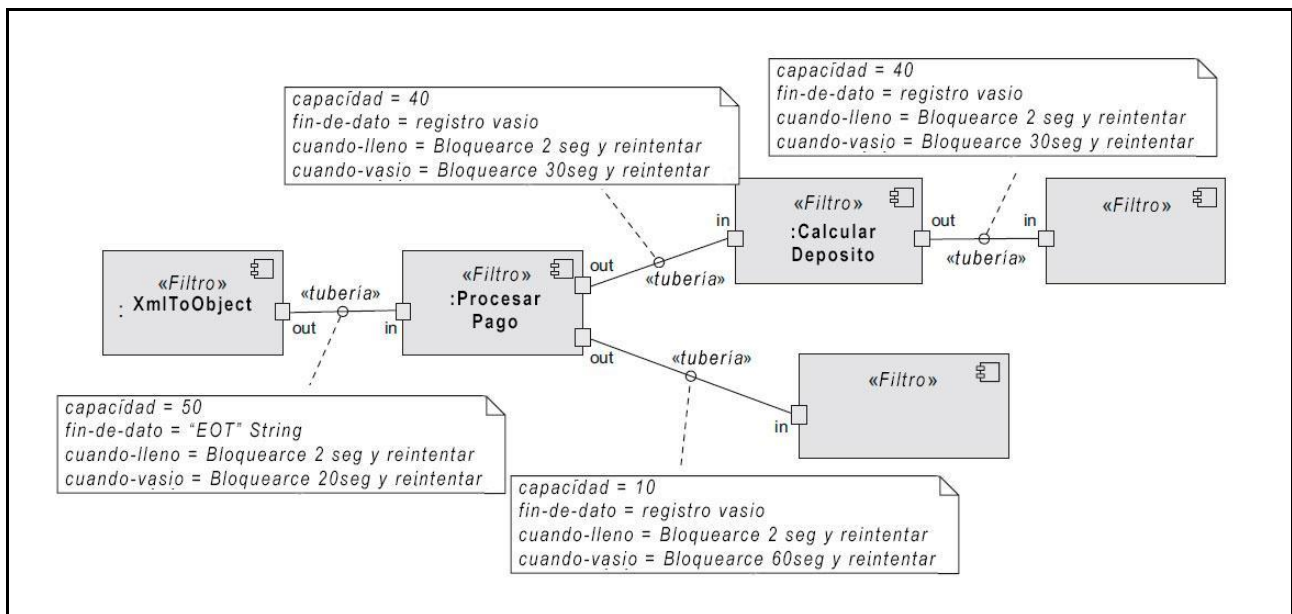 capacídad = 40
fin-de-dato = registro vasio
cuando-lleno = Bloquearce 2 seg y reintentar
cuando-vasio = Bloquearce 30seg y reintentar
capacídad = 40
fin-de-dato = registro vasio
cuando-lleno = Bloquearce 2 seg y reintentar
cuando-vasio = Bloquearce 30seg y reintentar
«Filtro»
: XmlToObject
out
«tubería»
in
«Filtro»
:Procesar
Pago
out
out
«tubería»
in
«Filtro»
:Calcular
Deposito
out
«tubería»
in
«Filtro»
«tubería»
in
«Filtro»
capacídad = 50
fin-de-dato = “EOT” String
cuando-lleno = Bloquearce 2 seg y reintentar
cuando-vasio = Bloquearce 20seg y reintentar
capacídad = 10
fin-de-dato = registro vasio
cuando-lleno = Bloquearce 2 seg y reintentar
cuando-vasio = Bloquearce 60seg y reintentar